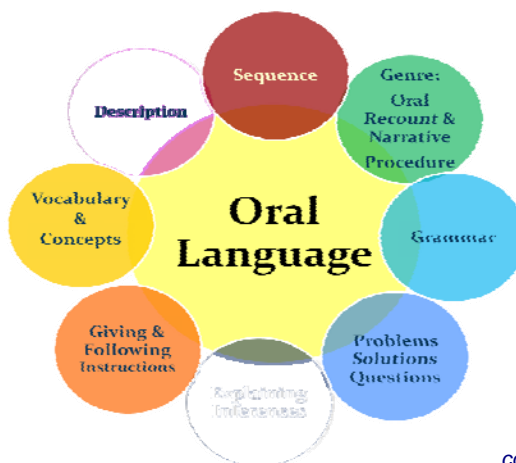 Sequence
Genre:
Oral
Recount &
Narrative
Procedure
Description
Oral
Language
Vocabulary
&
Concepts
Grammar
Giving &
Following
Instructions
Problems
Solutions
Questions
Explaining
Inferences